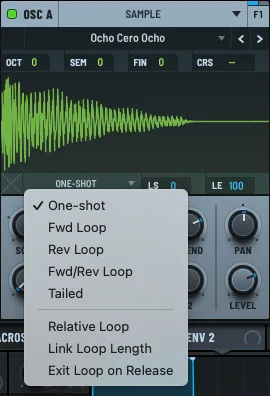 OSC A SAMPLE F1
Ocho Cero Ocho
OCT 0 SEM 0 FIN 0 CRS –
ONE-SHOT LS 0 LE 100
✓ One-shot
Fwd Loop
Rev Loop
Fwd/Rev Loop
Tailed
Relative Loop
Link Loop Length
Exit Loop on Release
PAN
LEVEL
ENV 2